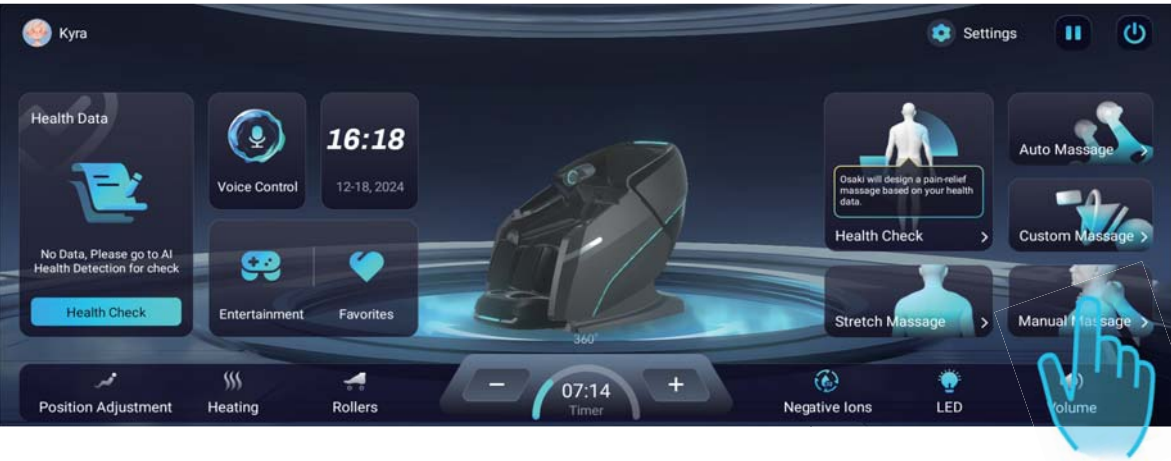 Kyra
Settings
Health Data
No Data, Please go to AI
Health Detection for check
Health Check
Voice Control
16:18
12-18, 2024
Entertainment
Favorites
360°
Osaki will design a pain-relief
massage based on your health
data.
Health Check
Auto Massage
Custom Massage
Stretch Massage
Manual Massage
Position Adjustment
Heating
Rollers
−
07:14
Timer
+
Negative Ions
LED
Volume